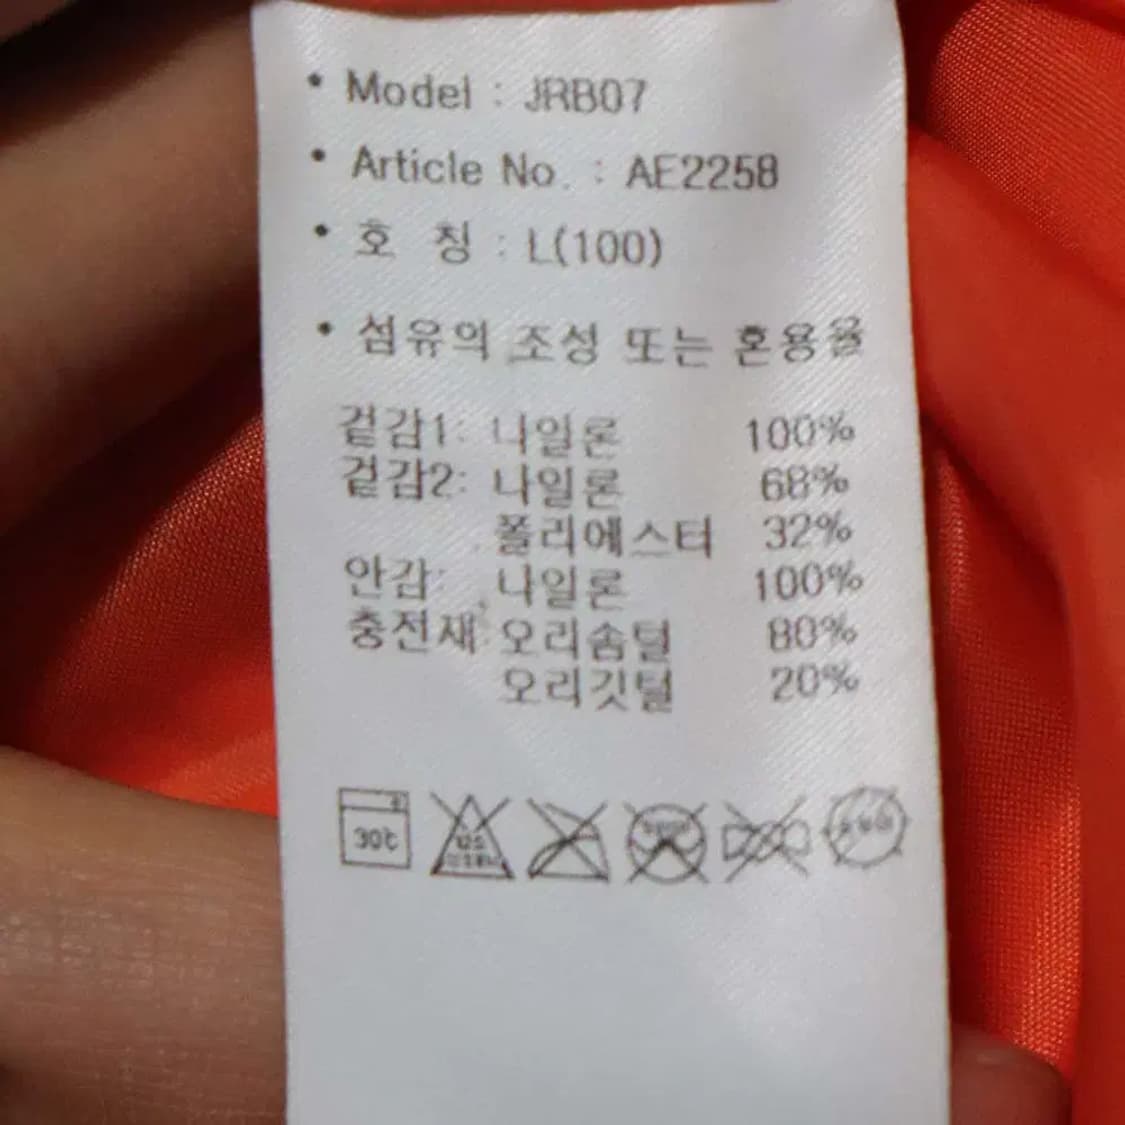 • Model : JRB07
• Article No. : AE2258
• 호 칭 : L(100)
• 섬유의 조성 또는 혼용율
겉감1: 나일론 100%
겉감2: 나일론 68%
폴리에스터 32%
안감: 나일론 100%
충전재: 오리솜털 80%
오리깃털 20%
30℃